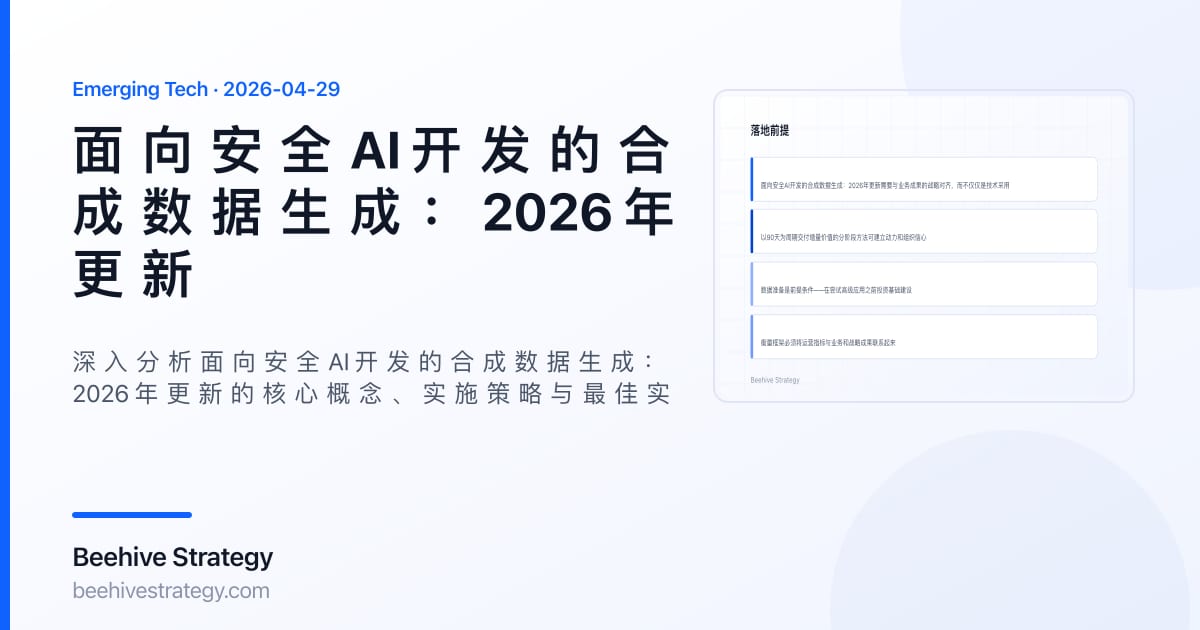 Emerging Tech · 2026-04-29
面向安全AI开发的合
成数据生成：2026年
更新
深入分析面向安全AI开发的合成数据生成：
2026年更新的核心概念、实施策略与最佳实
Beehive Strategy
beehivestrategy.com
落地前提
面向安全AI开发的合成数据生成：2026年更新需要与业务成果的战略对齐，而不仅仅是技术采用
以90天为周期交付增量价值的分阶段方法可建立动力和组织信心
数据准备是前提条件——在尝试高级应用之前投资基础建设
衡量框架必须将运营指标与业务和战略成果联系起来
Beehive Strategy